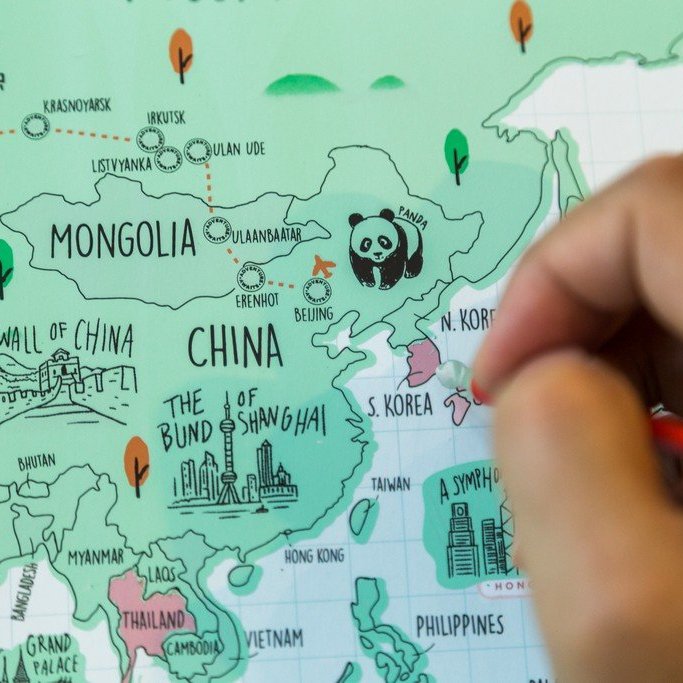 KRASNOYARSK
IRKUTSK
LISTVYANKA
ULAN UDE
MONGOLIA
ULAANBAATAR
PANDA
ERENHOT
BEIJING
WALL OF CHINA
CHINA
N. KORE
S. KOREA
THE BUND OF SHANGHAI
BHUTAN
TAIWAN
A SYMPHO
MYANMAR
LAOS
HONG KONG
BANGLADESH
HONG
THAILAND
CAMBODIA
VIETNAM
PHILIPPINES
GRAND
PALACE